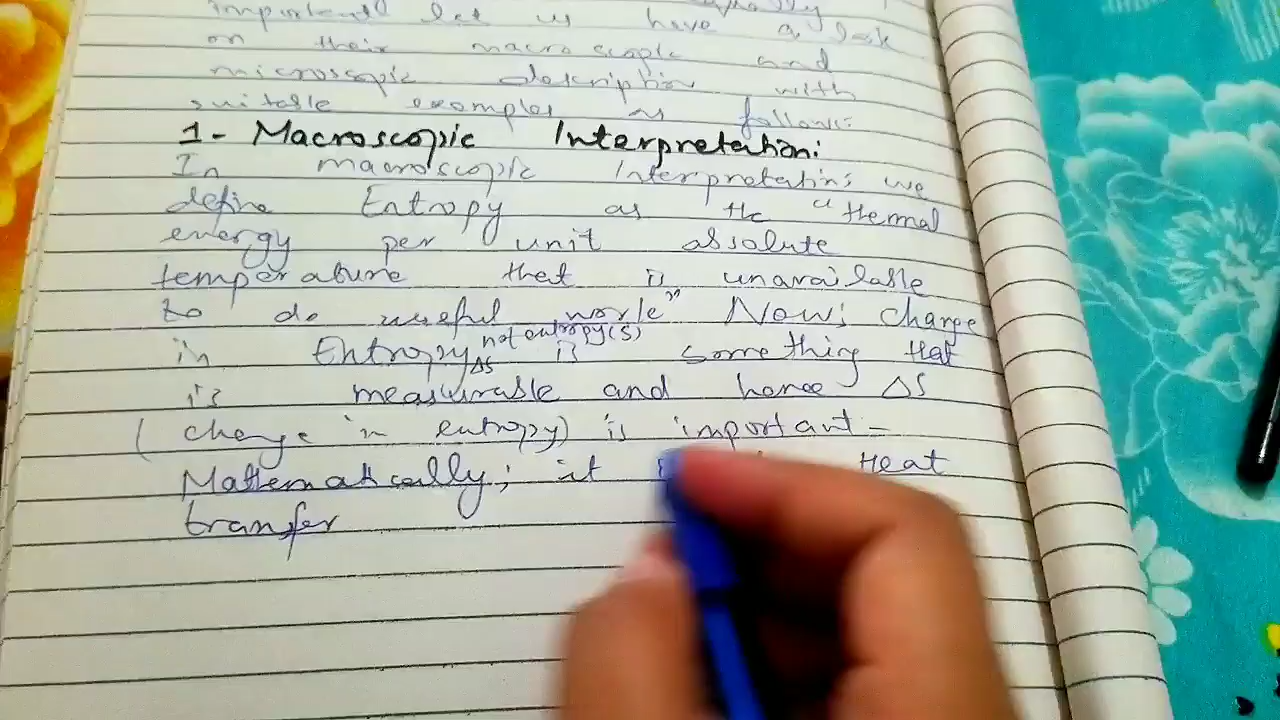 important let us have a look
on their macroscopic and
microscopic description with
suitable examples as follows:
1- Macroscopic Interpretation:
In macroscopic Interpretation; we
define Entropy as the "thermal
energy per unit absolute
temperature that is unavailable
to do useful work" Now; change
not entropy(S)
in Entropy ΔS is something that
is measurable and hence ΔS
(change in entropy) is important-
Mathematically; it Heat
transfer